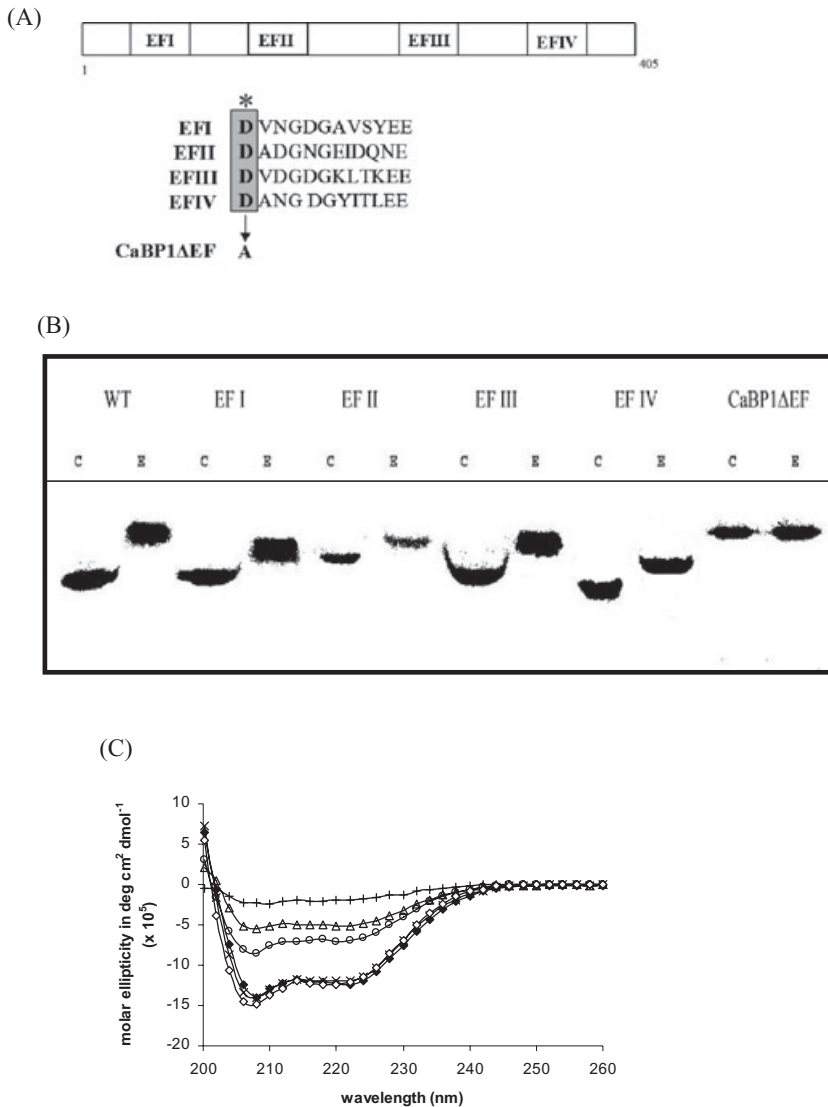 (A)
EFI EFII EFIII EFIV
1 405
*
EFI D VNGDGAVSYEE
EFII D ADGNGEIDQNE
EFIII D VDGDGKLTKEE
EFIV D ANG DGYITLEE
CaBP1ΔEF A
(B)
WT EF I EF II EF III EF IV CaBP1ΔEF
C E C E C E C E C E C E
(C)
molar ellipticity in deg cm² dmol⁻¹
(x 10⁵)
10
5
0
-5
-10
-15
-20
200 210 220 230 240 250 260
wavelength (nm)